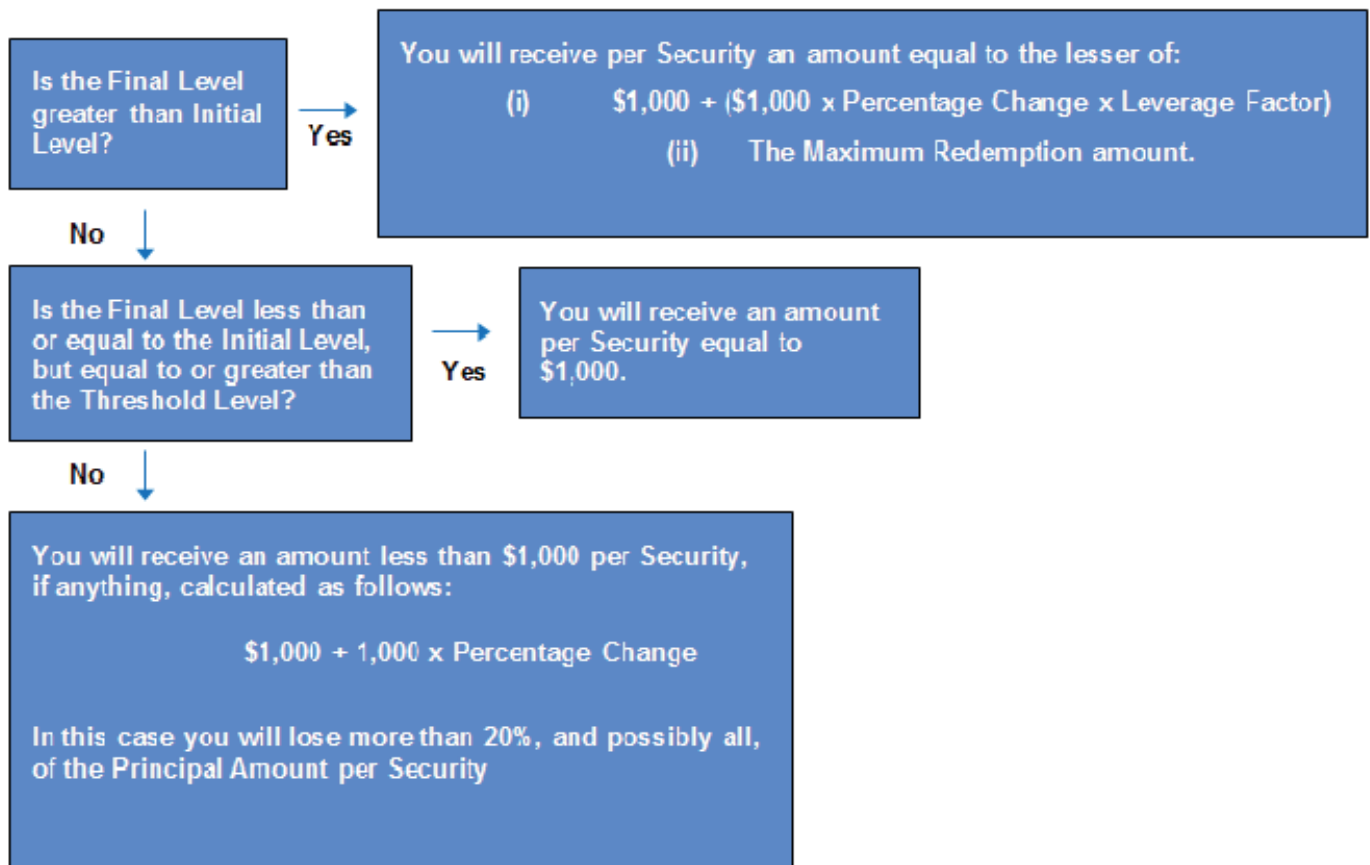 Is the Final Level
greater than Initial
Level?
Yes
You will receive per Security an amount equal to the lesser of:
(i) $1,000 + ($1,000 x Percentage Change x Leverage Factor)
(ii) The Maximum Redemption amount.
No
Is the Final Level less than
or equal to the Initial Level,
but equal to or greater than
the Threshold Level?
Yes
You will receive an amount
per Security equal to
$1,000.
No
You will receive an amount less than $1,000 per Security,
if anything, calculated as follows:
$1,000 + 1,000 x Percentage Change
In this case you will lose more than 20%, and possibly all,
of the Principal Amount per Security